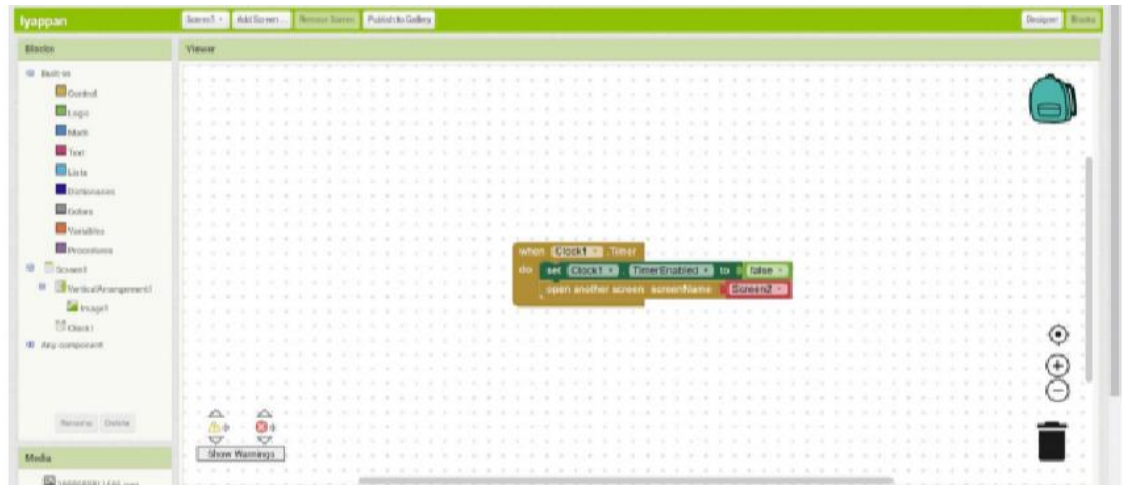 Iyappan
Screen1 Add Screen ... Remove Screen Publish to Gallery
Designer Blocks
Blocks
Viewer
Built-in
Control
Logic
Math
Text
Lists
Dictionaries
Colors
Variables
Procedures
Screen1
VerticalArrangement1
Image1
Clock1
Any component
Rename Delete
Media
when Clock1 .Timer
do set Clock1 . TimerEnabled to false
open another screen screenName Screen2
Show Warnings